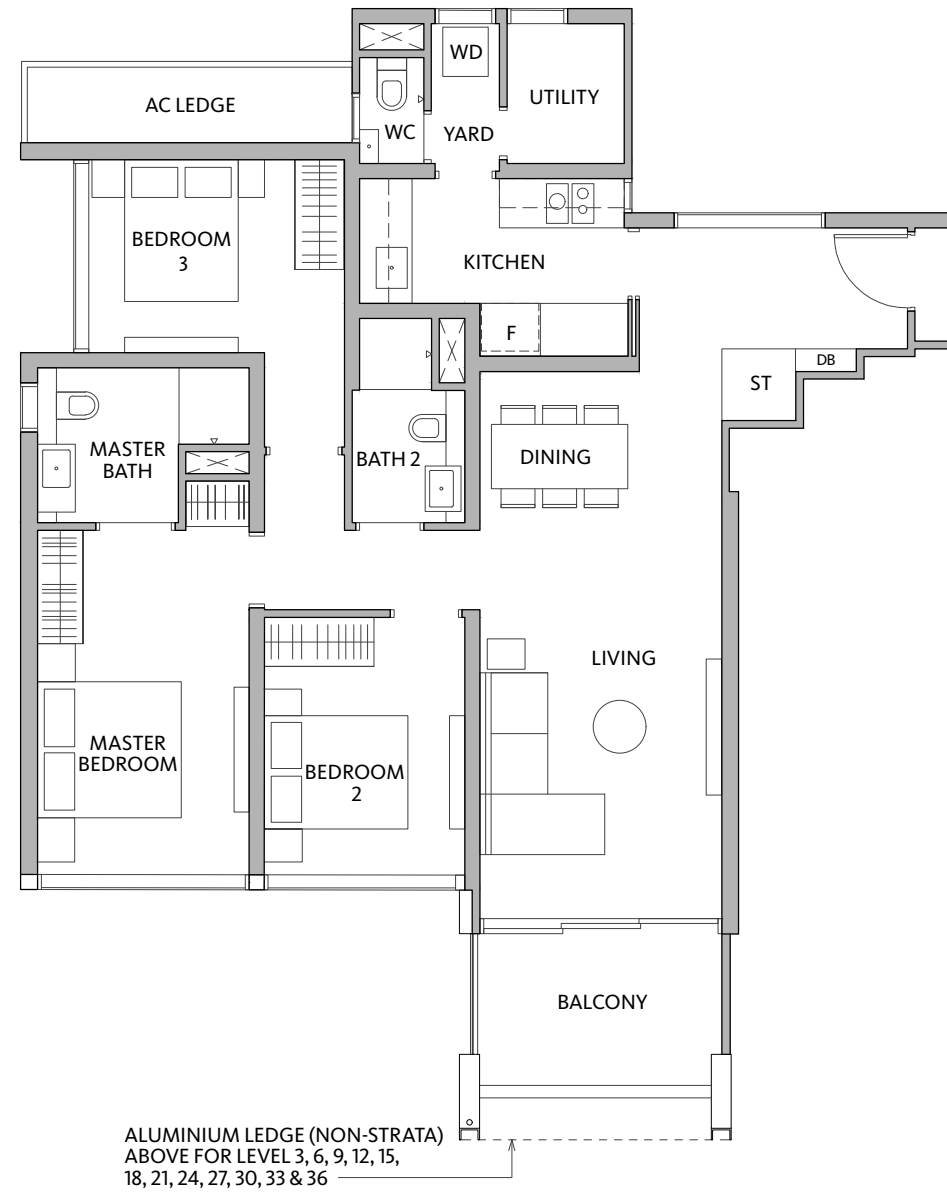 WD
AC LEDGE
UTILITY
WC
YARD
BEDROOM
3
KITCHEN
F
DB
ST
MASTER
BATH
BATH 2
DINING
LIVING
MASTER
BEDROOM
BEDROOM
2
BALCONY
ALUMINIUM LEDGE (NON-STRATA)
ABOVE FOR LEVEL 3, 6, 9, 12, 15,
18, 21, 24, 27, 30, 33 & 36